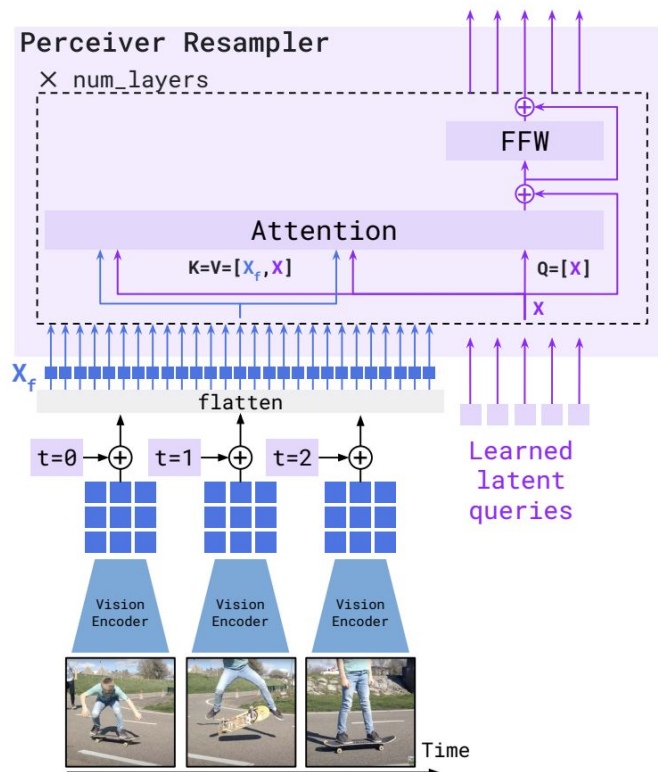 Perceiver Resampler
× num_layers
FFW
Attention
K=V=[X_f,X]
Q=[X]
X
X_f
flatten
t=0
t=1
t=2
Learned
latent
queries
Vision
Encoder
Vision
Encoder
Vision
Encoder
Time